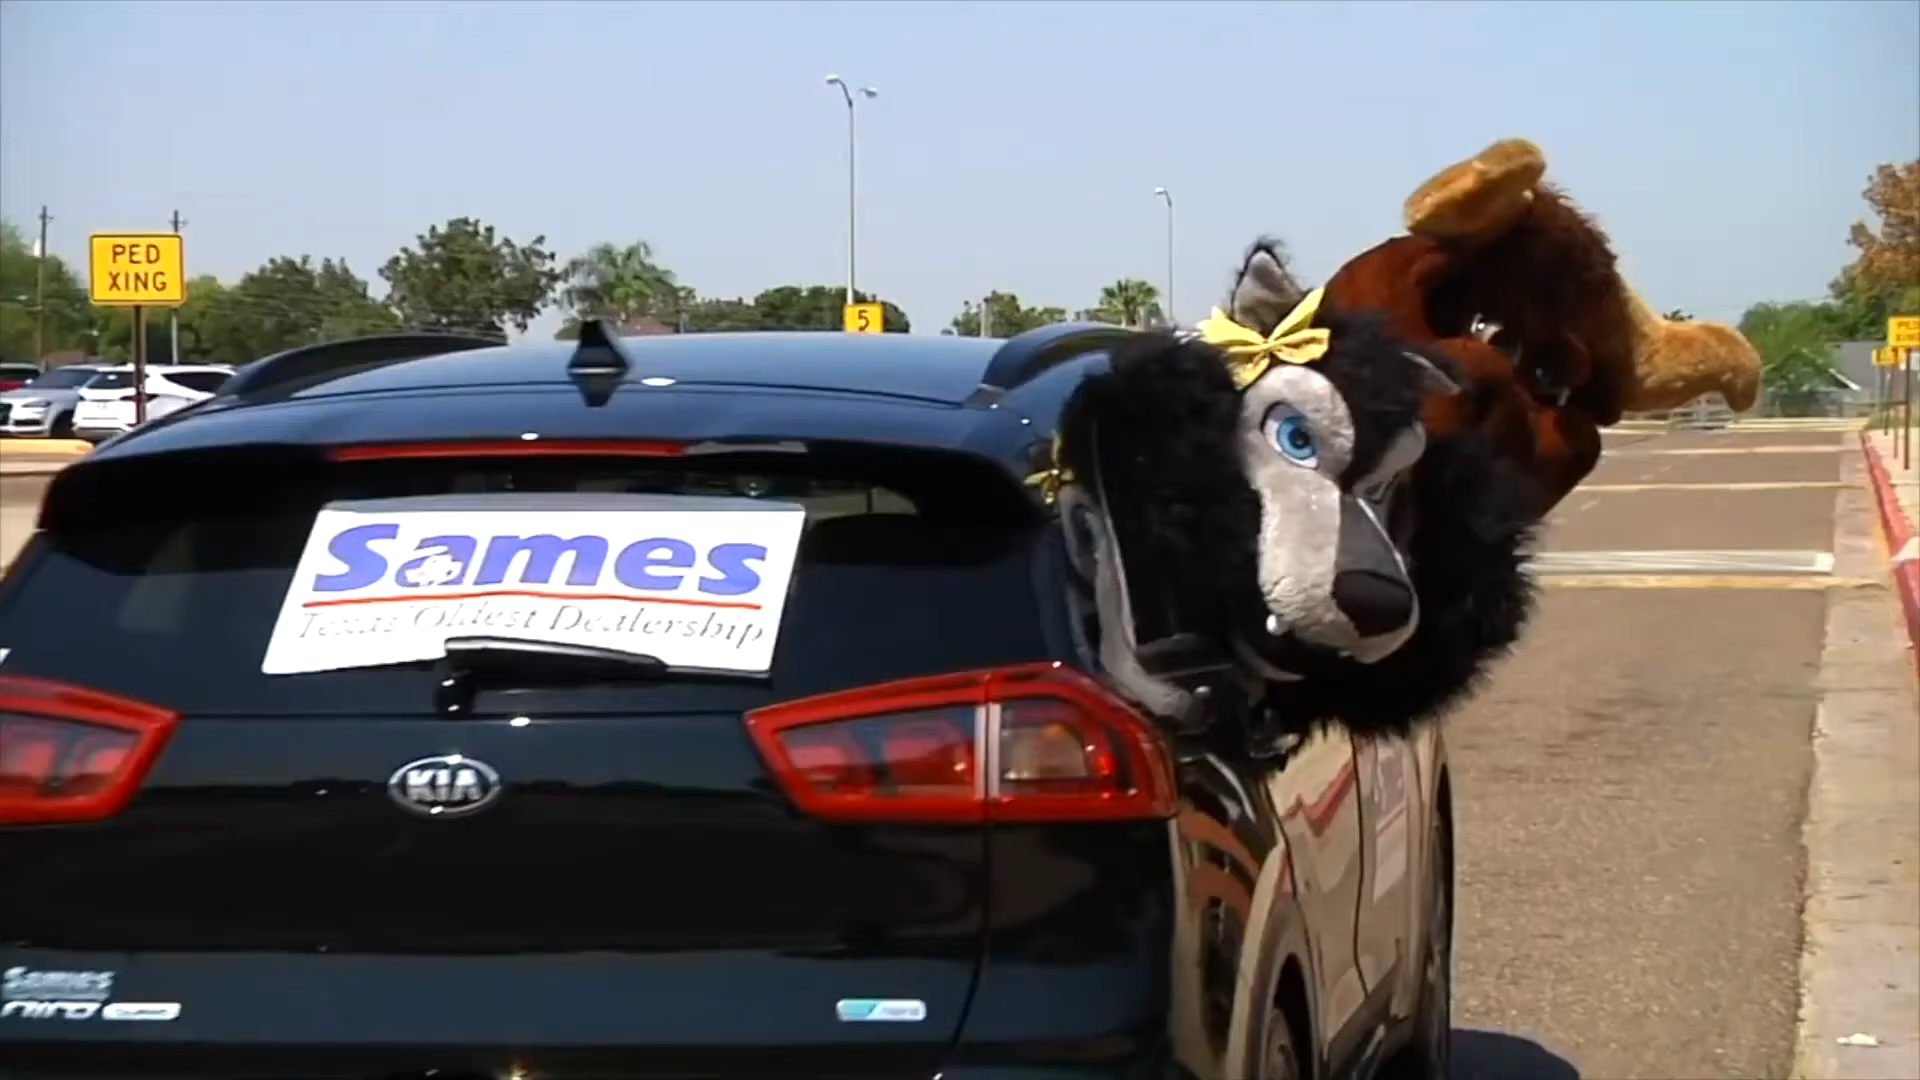 PED
XING
5
Sames
Texas' Oldest Dealership
KIA
Sames
niro